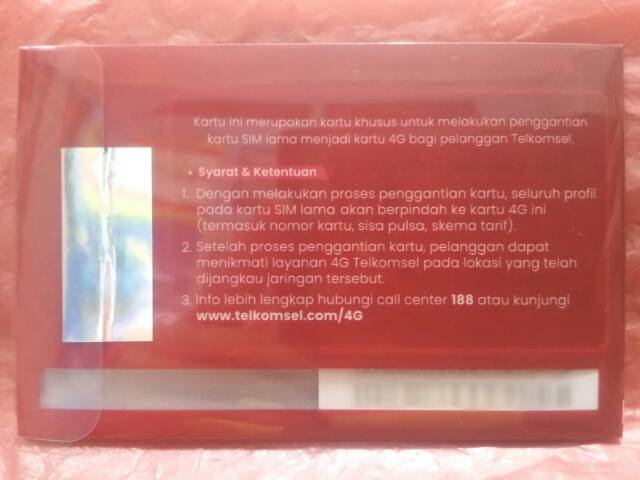 Kartu ini merupakan kartu khusus untuk melakukan penggantian
kartu SIM lama menjadi kartu 4G bagi pelanggan Telkomsel.
Syarat & Ketentuan
1. Dengan melakukan proses penggantian kartu, seluruh profil
pada kartu SIM lama akan berpindah ke kartu 4G ini
(termasuk nomor kartu, sisa pulsa, skema tarif).
2. Setelah proses penggantian kartu, pelanggan dapat
menikmati layanan 4G Telkomsel pada lokasi yang telah
dijangkau jaringan tersebut.
3. Info lebih lengkap hubungi call center 188 atau kunjungi
www.telkomsel.com/4G